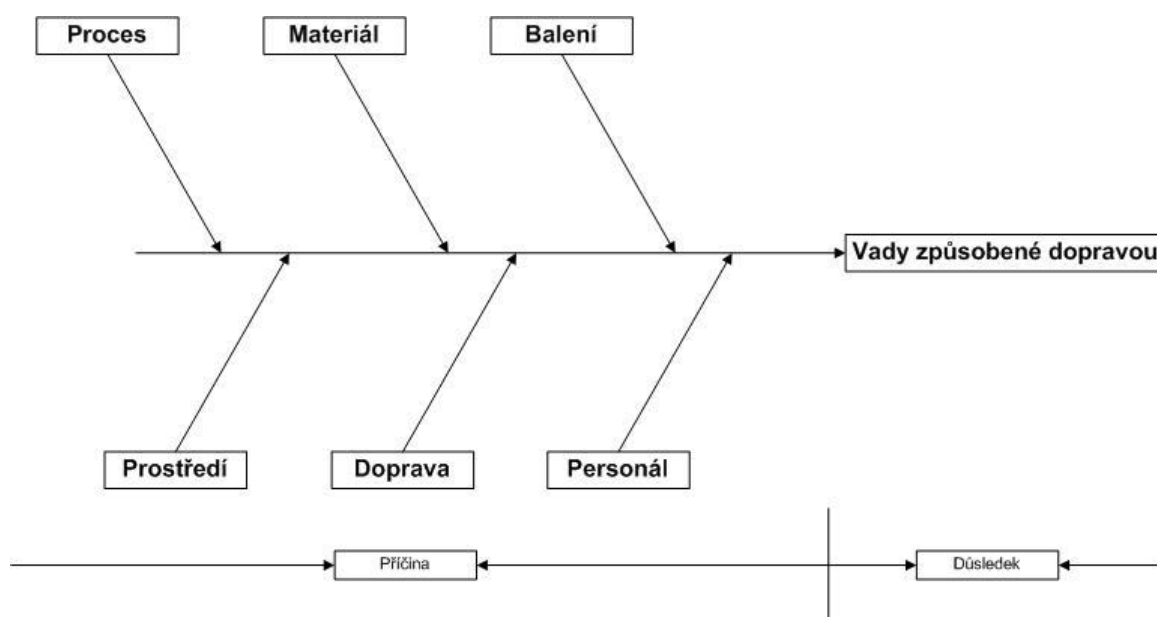 Proces
Materiál
Balení
Vady způsobené dopravou
Prostředí
Doprava
Personál
Příčina
Důsledek